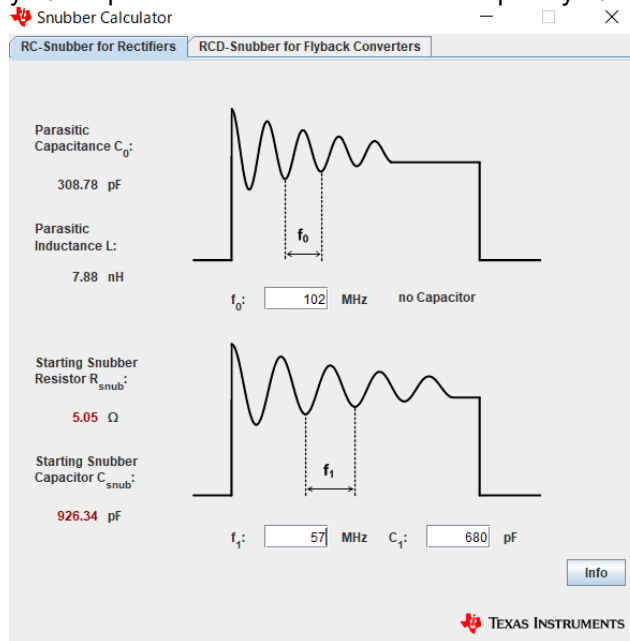 Snubber Calculator
RC-Snubber for Rectifiers
RCD-Snubber for Flyback Converters
Parasitic
Capacitance C0:
308.78 pF
Parasitic
Inductance L:
7.88 nH
f0
f0: 102 MHz no Capacitor
Starting Snubber
Resistor Rsnub:
5.05 Ω
Starting Snubber
Capacitor Csnub:
926.34 pF
f1
f1: 57 MHz C1: 680 pF
Info
TEXAS INSTRUMENTS